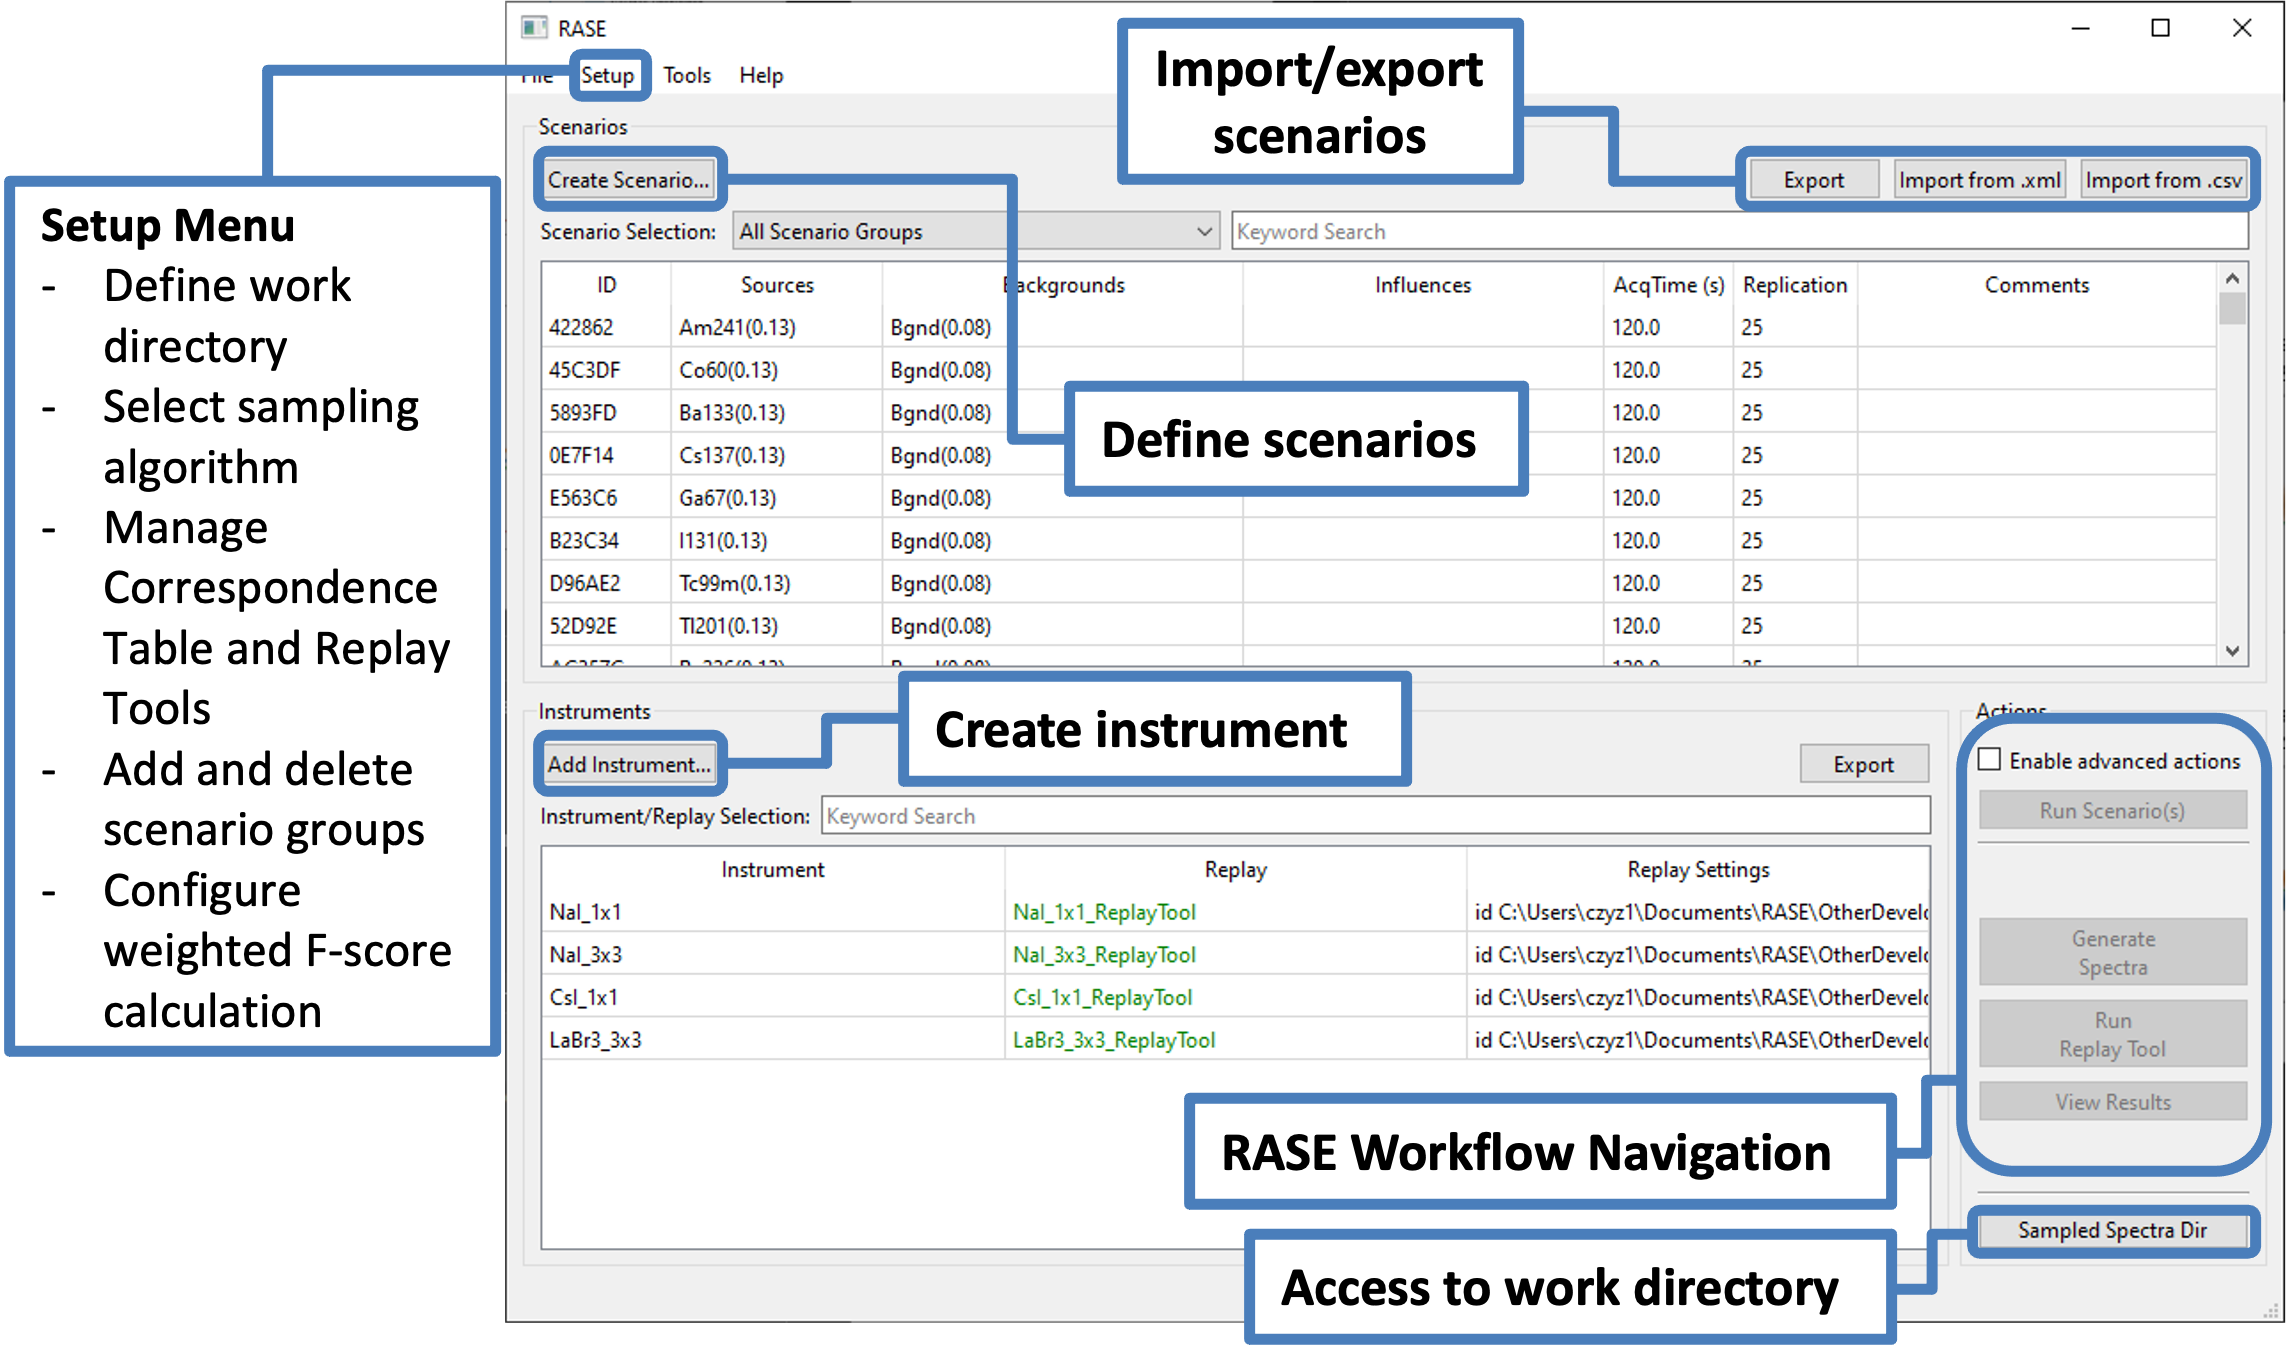 RASE
Setup Tools Help
Import/export
scenarios
Scenarios
Create Scenario...
Export Import from .xml Import from .csv
Scenario Selection: All Scenario Groups Keyword Search
ID Sources Backgrounds Influences AcqTime (s) Replication Comments
422862 Am241(0.13) Bgnd(0.08) 120.0 25
45C3DF Co60(0.13) Bgnd(0.08) 120.0 25
5893FD Ba133(0.13) Bgnd(0.08) 120.0 25
0E7F14 Cs137(0.13) Bgnd(0.08) 120.0 25
E563C6 Ga67(0.13) Bgnd(0.08) 120.0 25
B23C34 I131(0.13) Bgnd(0.08) 120.0 25
D96AE2 Tc99m(0.13) Bgnd(0.08) 120.0 25
52D92E Tl201(0.13) Bgnd(0.08) 120.0 25
Define scenarios
Setup Menu
- Define work
directory
- Select sampling
algorithm
- Manage
Correspondence
Table and Replay
Tools
- Add and delete
scenario groups
- Configure
weighted F-score
calculation
Instruments
Create instrument
Add Instrument...
Export
Instrument/Replay Selection: Keyword Search
Instrument Replay Replay Settings
NaI_1x1 NaI_1x1_ReplayTool id C:\Users\czyz1\Documents\RASE\OtherDevelo
NaI_3x3 NaI_3x3_ReplayTool id C:\Users\czyz1\Documents\RASE\OtherDevelo
CsI_1x1 CsI_1x1_ReplayTool id C:\Users\czyz1\Documents\RASE\OtherDevelo
LaBr3_3x3 LaBr3_3x3_ReplayTool id C:\Users\czyz1\Documents\RASE\OtherDevelo
Actions
Enable advanced actions
Run Scenario(s)
Generate
Spectra
Run
Replay Tool
View Results
RASE Workflow Navigation
Sampled Spectra Dir
Access to work directory